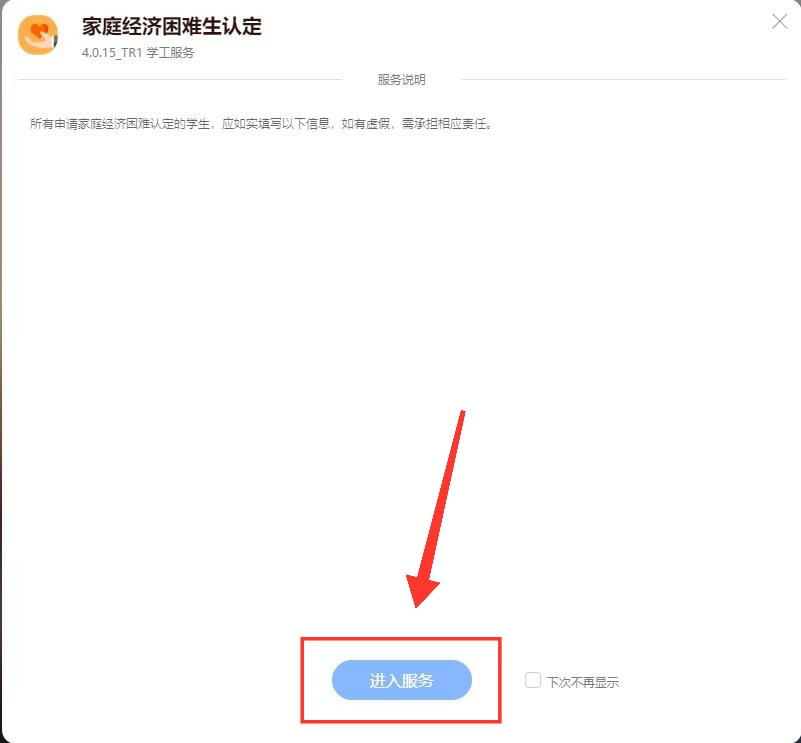 家庭经济困难生认定
4.0.15_TR1 学工服务
服务说明
所有申请家庭经济困难认定的学生，应如实填写以下信息，如有虚假，需承担相应责任。
进入服务
下次不再显示